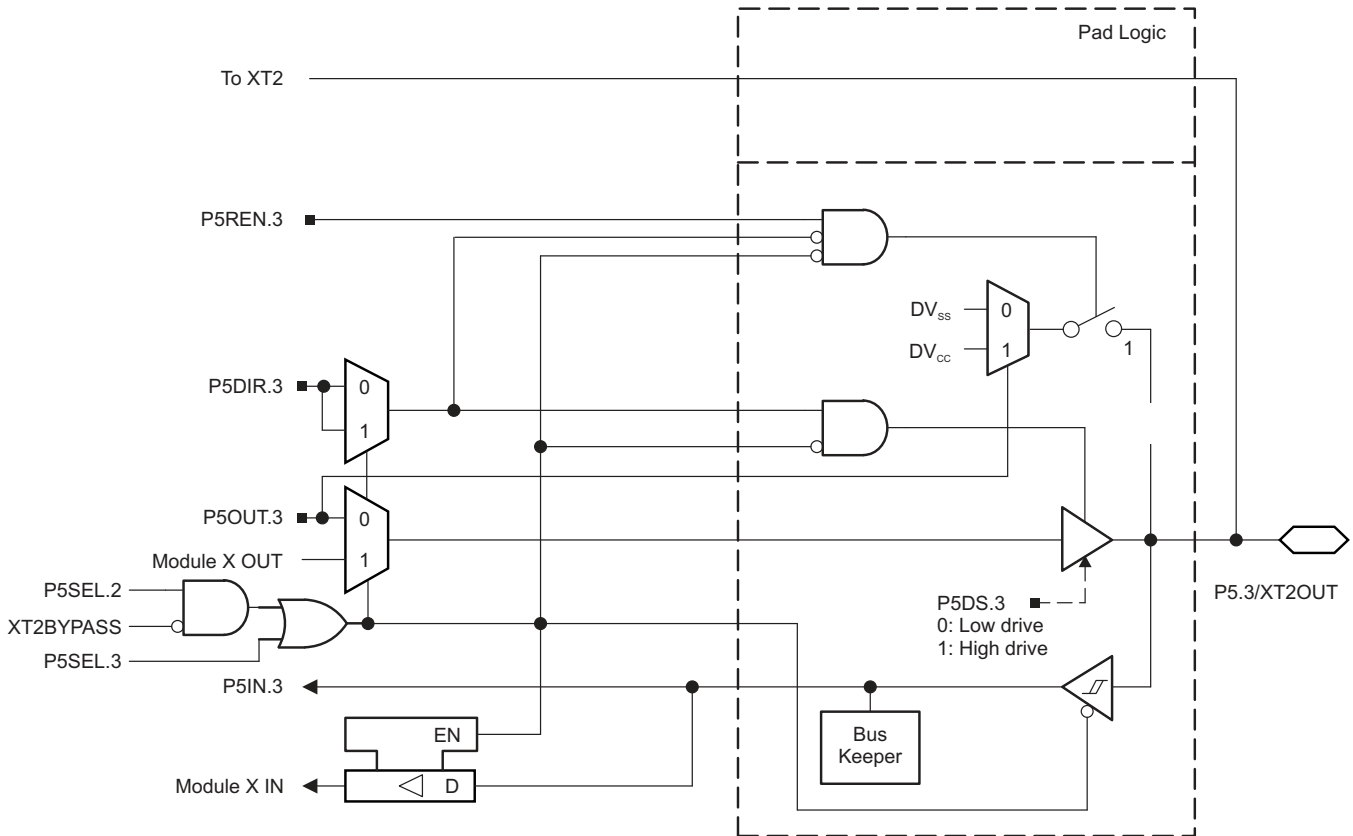 Pad Logic
To XT2
P5REN.3
DVSS
0
DVCC
1
1
P5DIR.3
0
1
P5OUT.3
0
Module X OUT
1
P5SEL.2
XT2BYPASS
P5SEL.3
P5DS.3
0: Low drive
1: High drive
P5.3/XT2OUT
P5IN.3
EN
Bus
Keeper
Module X IN
D